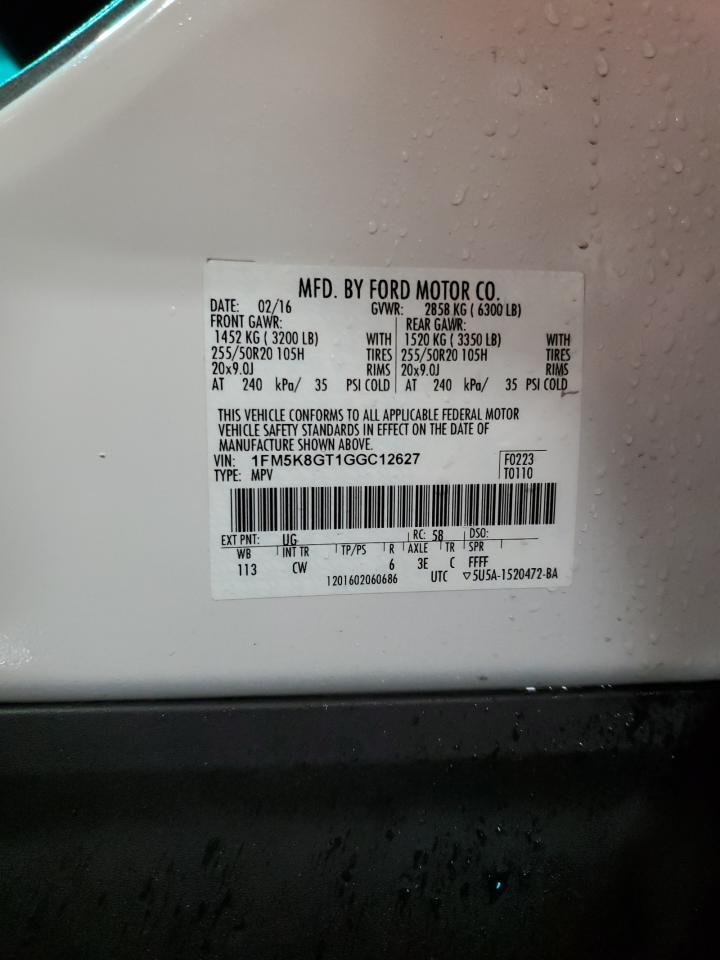 MFD. BY FORD MOTOR CO.
DATE: 02/16 GVWR: 2858 KG ( 6300 LB)
FRONT GAWR: REAR GAWR:
1452 KG ( 3200 LB) WITH 1520 KG ( 3350 LB) WITH
255/50R20 105H TIRES 255/50R20 105H TIRES
20x9.0J RIMS 20x9.0J RIMS
AT 240 kPa/ 35 PSI COLD AT 240 kPa/ 35 PSI COLD
THIS VEHICLE CONFORMS TO ALL APPLICABLE FEDERAL MOTOR
VEHICLE SAFETY STANDARDS IN EFFECT ON THE DATE OF
MANUFACTURE SHOWN ABOVE.
VIN: 1FM5K8GT1GGC12627 F0223
TYPE: MPV T0110
EXT PNT: UG RC: 58 DSO:
WB INT TR TP/PS R AXLE TR SPR
113 CW 6 3E C FFFF
1201602060686 UTC ▽5U5A-1520472-BA